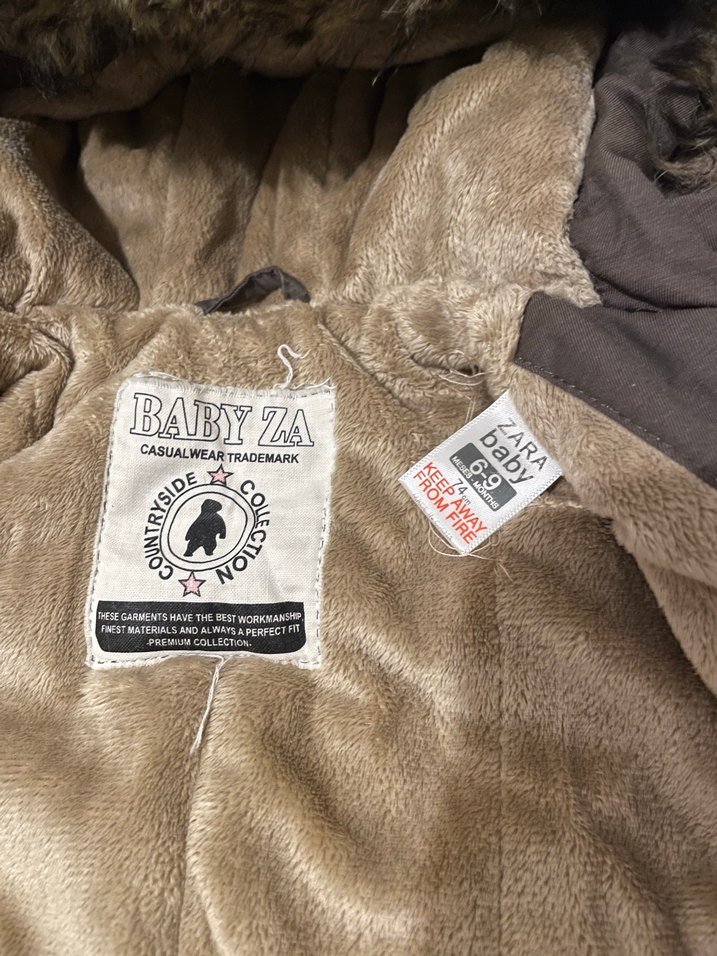 BABY ZA
CASUALWEAR TRADEMARK
COUNTRYSIDE COLLECTION
THESE GARMENTS HAVE THE BEST WORKMANSHIP,
FINEST MATERIALS AND ALWAYS A PERFECT FIT
-PREMIUM COLLECTION-
ZARA
baby
6-9
MESES - MONTHS
74 cm
KEEP AWAY
FROM FIRE